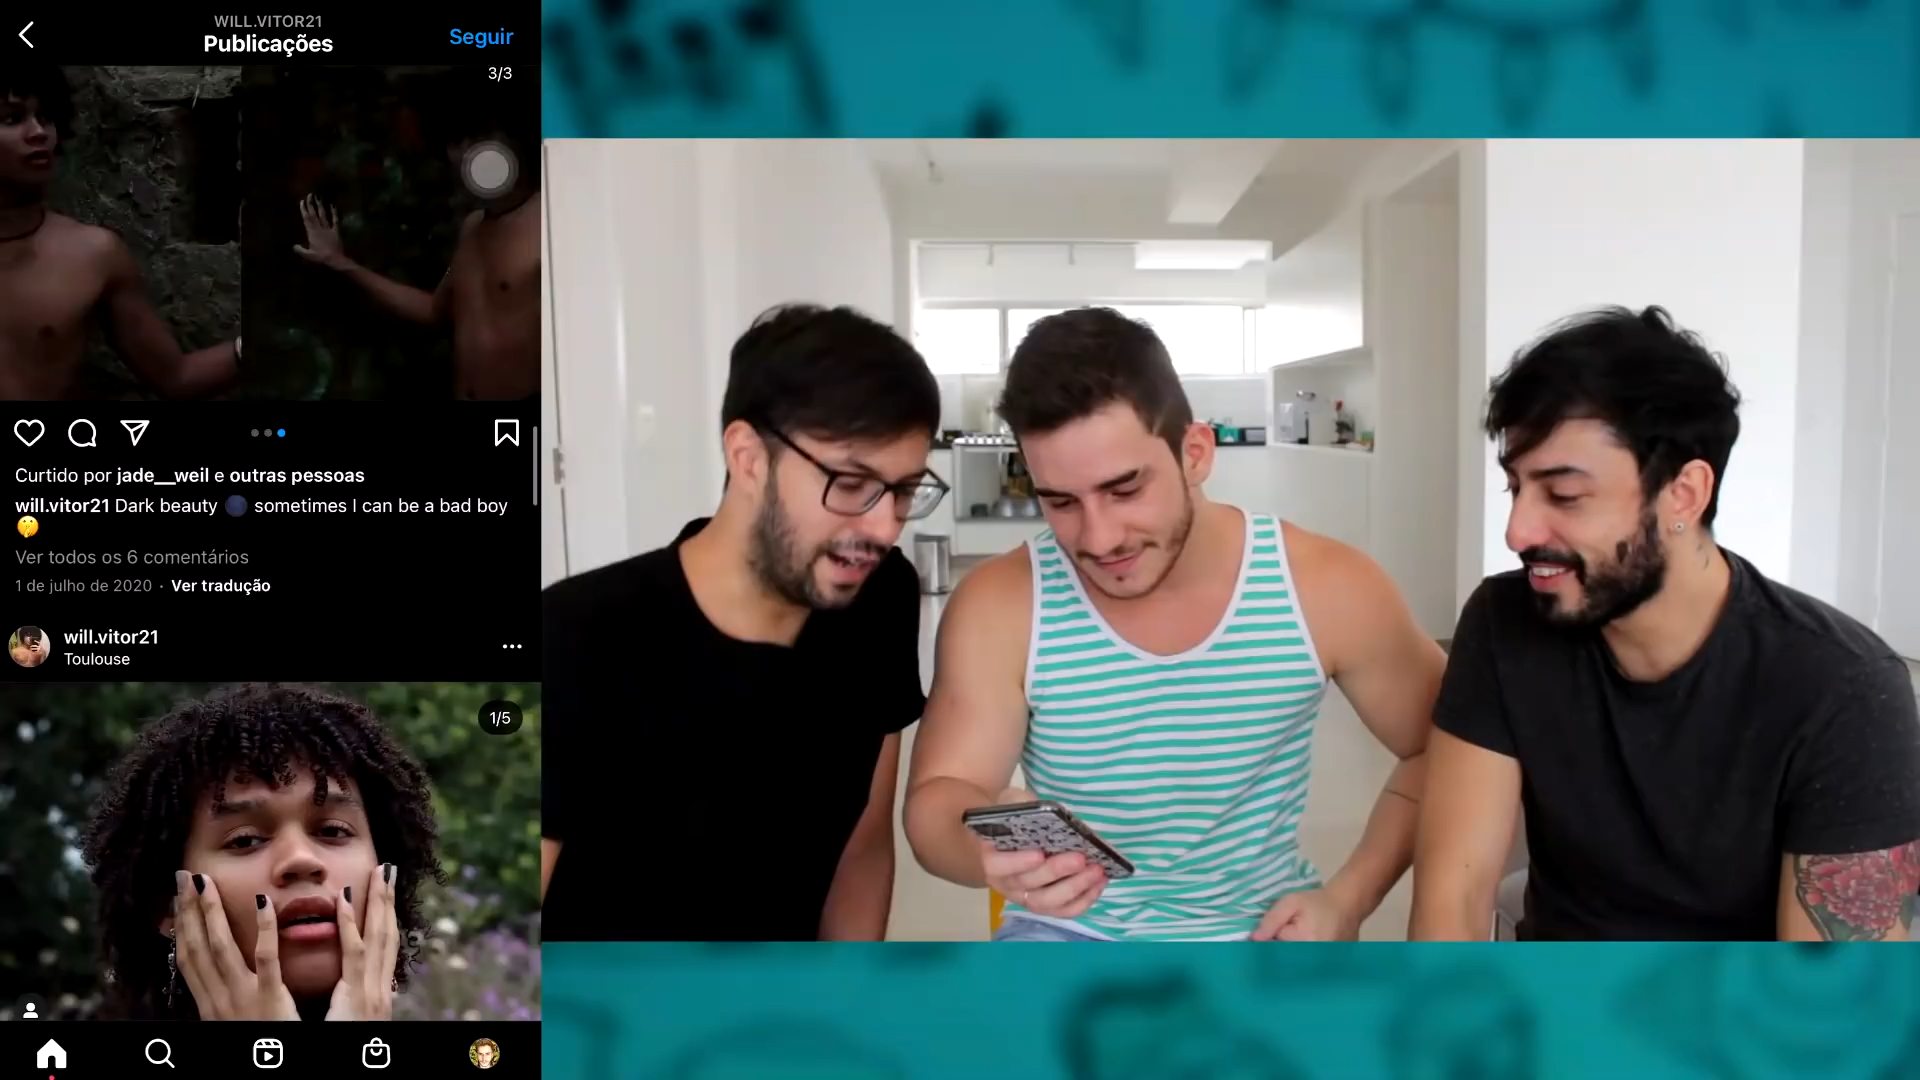 WILL.VITOR21
Publicações
Seguir
3/3
Curtido por jade__weil e outras pessoas
will.vitor21 Dark beauty 🌑 sometimes I can be a bad boy
🤫
Ver todos os 6 comentários
1 de julho de 2020 · Ver tradução
will.vitor21
Toulouse
1/5